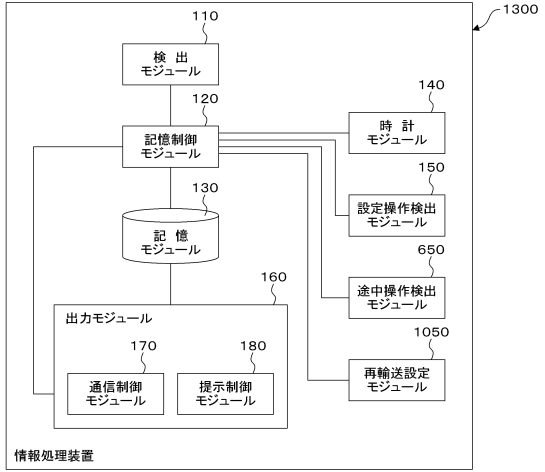 1300
110
検 出
モジュール
120
記憶制御
モジュール
140
時 計
モジュール
150
設定操作検出
モジュール
130
記 憶
モジュール
650
途中操作検出
モジュール
160
出力モジュール
170
通信制御
モジュール
180
提示制御
モジュール
1050
再輸送設定
モジュール
情報処理装置